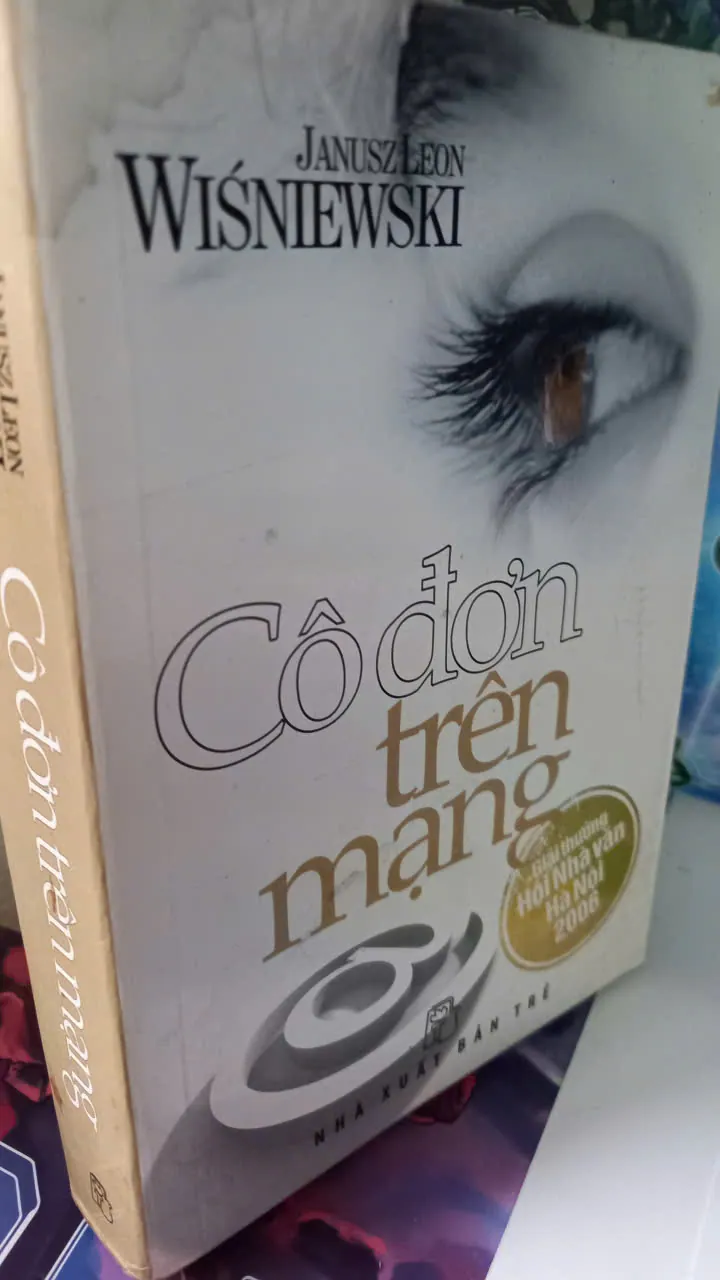 JANUSZ LEON
WIŚNIEWSKI
Cô đơn
trên
mạng
Giải thưởng
Hội Nhà văn
Hà Nội
2006
NHÀ XUẤT BẢN TRẺ
JANUSZ LEON
Cô đơn trên mạng